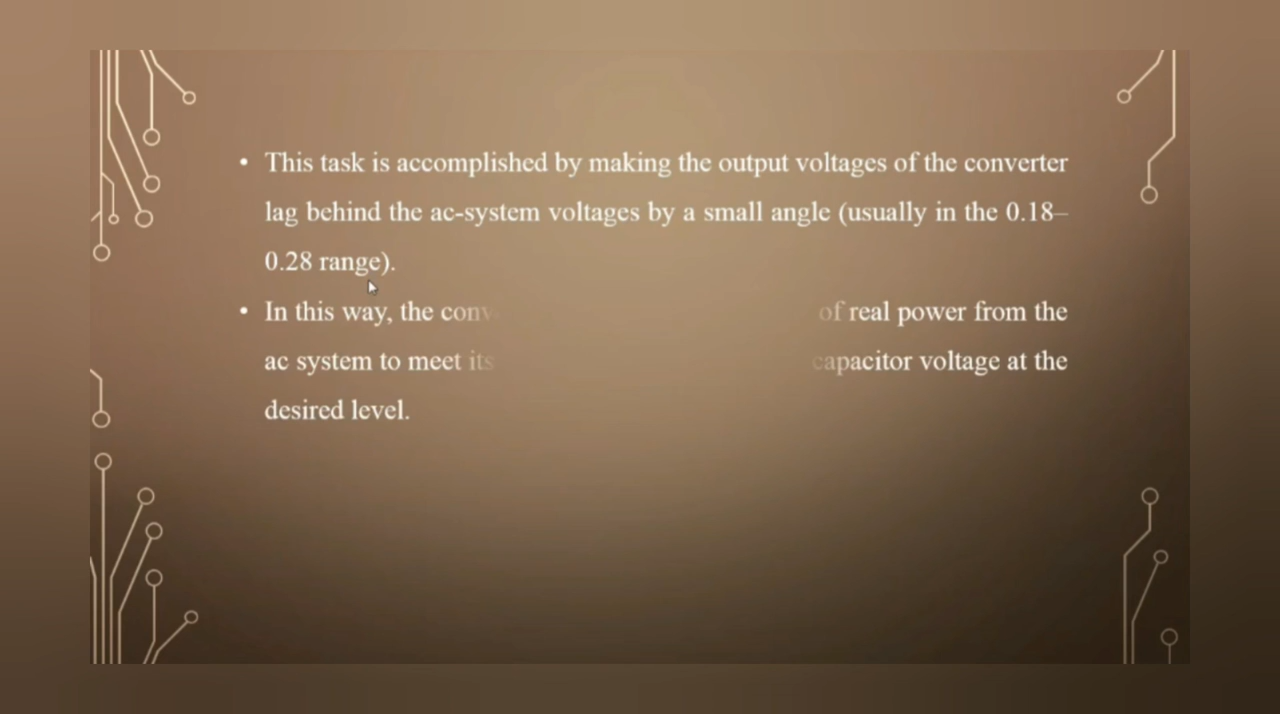 • This task is accomplished by making the output voltages of the converter
lag behind the ac-system voltages by a small angle (usually in the 0.18–
0.28 range).
• In this way, the of real power from the
ac system to meet its capacitor voltage at the
desired level.